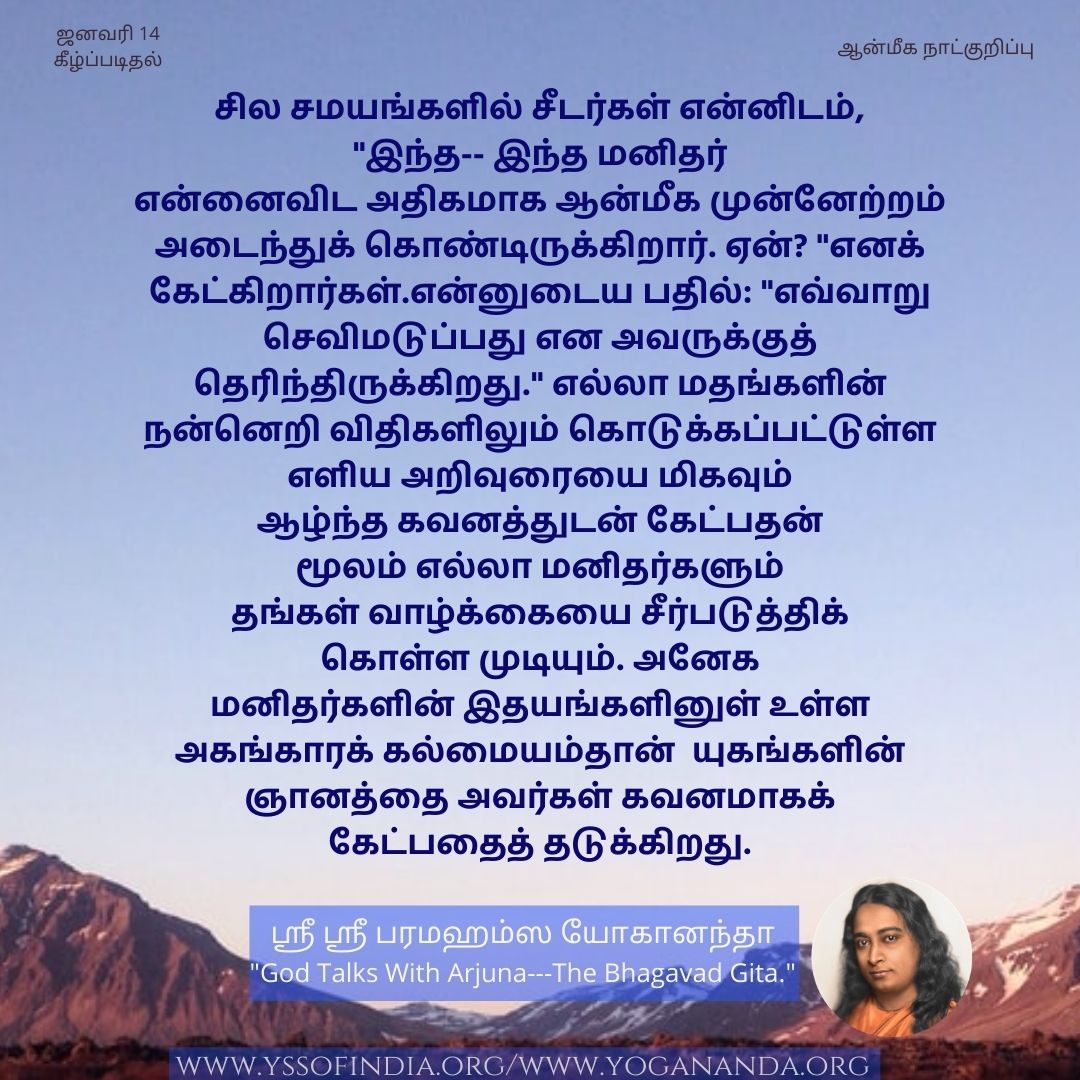 ஜனவரி 14
கீழ்ப்படிதல்
ஆன்மீக நாட்குறிப்பு
சில சமயங்களில் சீடர்கள் என்னிடம்,
"இந்த-- இந்த மனிதர்
என்னைவிட அதிகமாக ஆன்மீக முன்னேற்றம்
அடைந்துக் கொண்டிருக்கிறார். ஏன்? "எனக்
கேட்கிறார்கள்.என்னுடைய பதில்: "எவ்வாறு
செவிமடுப்பது என அவருக்குத்
தெரிந்திருக்கிறது." எல்லா மதங்களின்
நன்னெறி விதிகளிலும் கொடுக்கப்பட்டுள்ள
எளிய அறிவுரையை மிகவும்
ஆழ்ந்த கவனத்துடன் கேட்பதன்
மூலம் எல்லா மனிதர்களும்
தங்கள் வாழ்க்கையை சீர்படுத்திக்
கொள்ள முடியும். அனேக
மனிதர்களின் இதயங்களினுள் உள்ள
அகங்காரக் கல்மையம்தான் யுகங்களின்
ஞானத்தை அவர்கள் கவனமாகக்
கேட்பதைத் தடுக்கிறது.
ஸ்ரீ ஸ்ரீ பரமஹம்ஸ யோகானந்தா
"God Talks With Arjuna---The Bhagavad Gita."
WWW.YSSOFINDIA.ORG/WWW.YOGANANDA.ORG